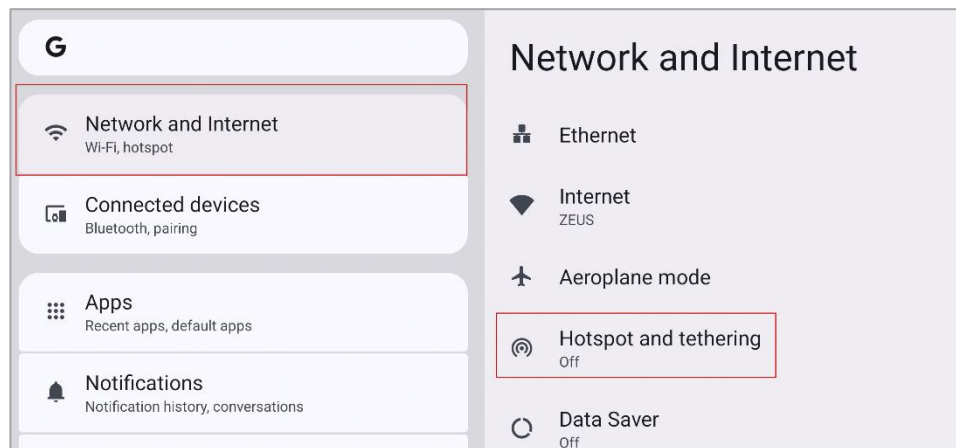 G
Network and Internet
Wi-Fi, hotspot
Connected devices
Bluetooth, pairing
Apps
Recent apps, default apps
Notifications
Notification history, conversations
Network and Internet
Ethernet
Internet
ZEUS
Aeroplane mode
Hotspot and tethering
Off
Data Saver
Off